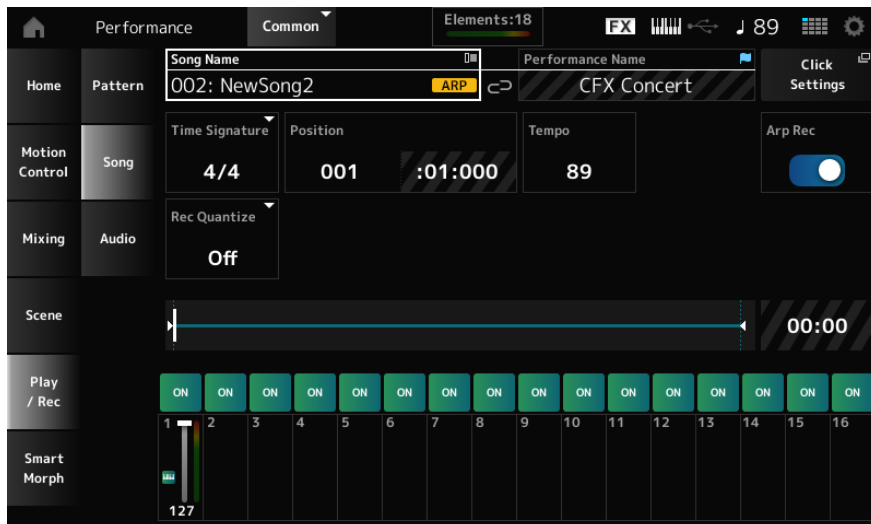 Performance
Common
Elements:18
FX
♩ 89
Home
Pattern
Song Name
002: NewSong2
ARP
Performance Name
CFX Concert
Click
Settings
Motion
Control
Song
Time Signature
4/4
Position
001 :01:000
Tempo
89
Arp Rec
Mixing
Audio
Rec Quantize
Off
Scene
00:00
Play
/ Rec
ON ON ON ON ON ON ON ON ON ON ON ON ON ON ON ON
1 2 3 4 5 6 7 8 9 10 11 12 13 14 15 16
Smart
Morph
127